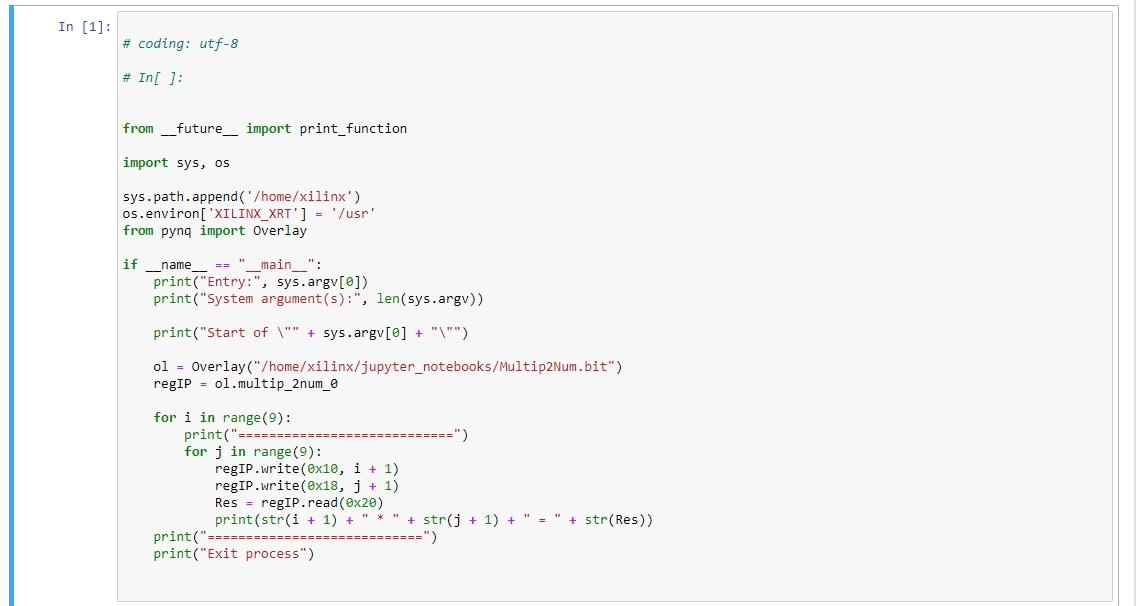 In [1]:
# coding: utf-8
# In[ ]:
from __future__ import print_function
import sys, os
sys.path.append('/home/xilinx')
os.environ['XILINX_XRT'] = '/usr'
from pynq import Overlay
if __name__ == "__main__":
    print("Entry:", sys.argv[0])
    print("System argument(s):", len(sys.argv))
    print("Start of \"" + sys.argv[0] + "\"")
    ol = Overlay("/home/xilinx/jupyter_notebooks/Multip2Num.bit")
    regIP = ol.multip_2num_0
    for i in range(9):
        print("============================")
        for j in range(9):
            regIP.write(0x10, i + 1)
            regIP.write(0x18, j + 1)
            Res = regIP.read(0x20)
            print(str(i + 1) + " * " + str(j + 1) + " = " + str(Res))
    print("============================")
    print("Exit process")